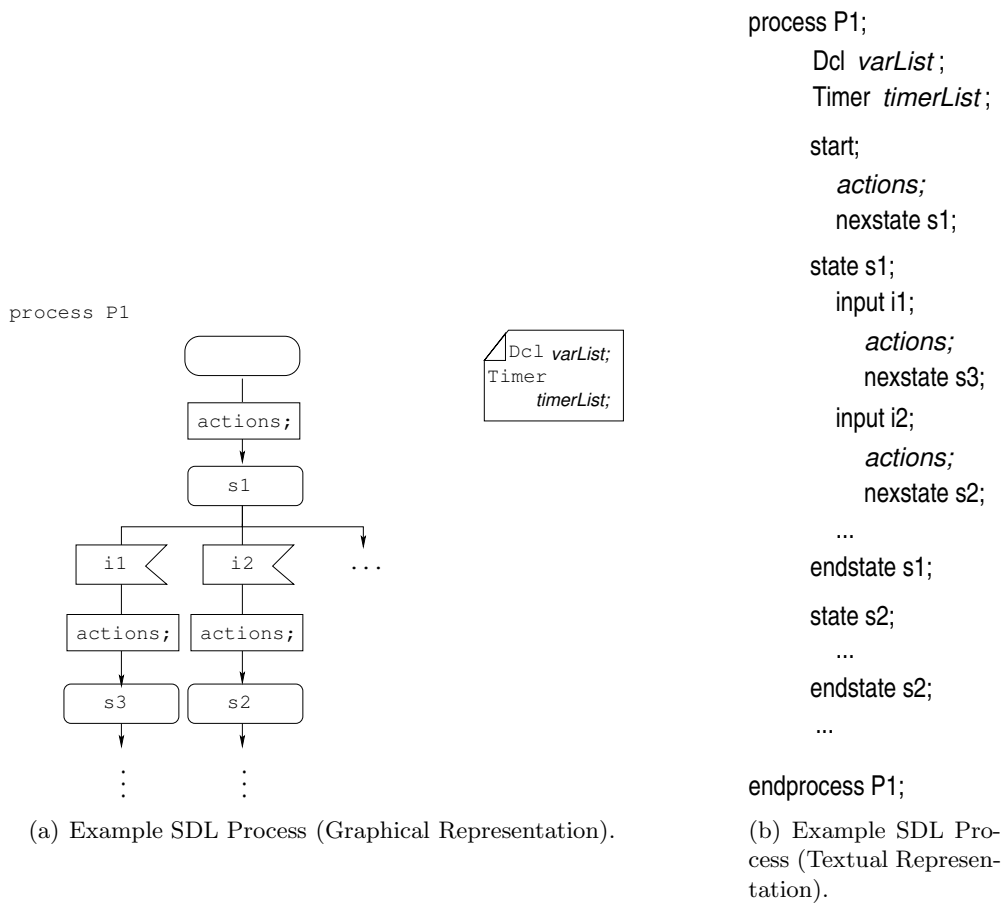 process P1
actions;
s1
i1
i2
...
actions;
actions;
s3
s2
Dcl varList;
Timer
timerList;
(a) Example SDL Process (Graphical Representation).
process P1;
Dcl varList ;
Timer timerList ;
start;
actions;
nexstate s1;
state s1;
input i1;
actions;
nexstate s3;
input i2;
actions;
nexstate s2;
...
endstate s1;
state s2;
...
endstate s2;
...
endprocess P1;
(b) Example SDL Pro-
cess (Textual Represen-
tation).